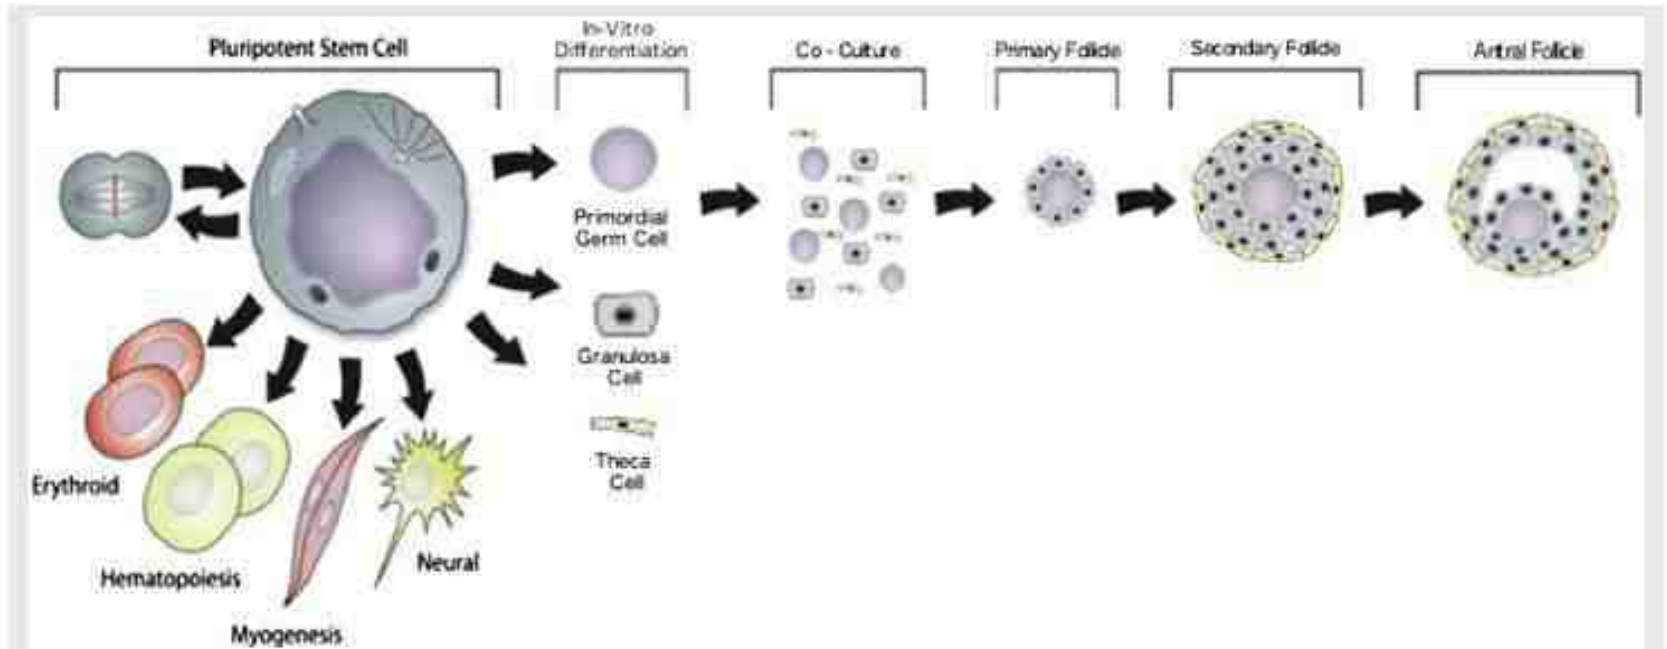 Pluripotent Stem Cell
In-Vitro
Differentiation
Co - Culture
Primary Follicle
Secondary Follicle
Antral Follicle
Primordial
Germ Cell
Granulosa
Cell
Theca
Cell
Erythroid
Hematopoiesis
Myogenesis
Neural